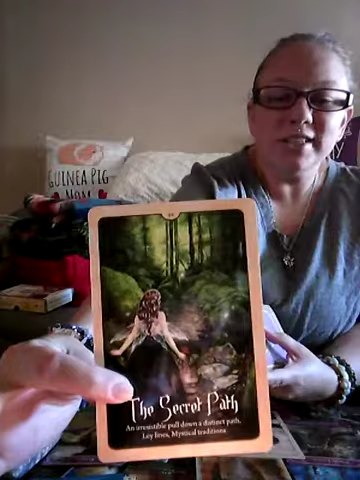 GUINEA PIG
MOM
The Secret Path
An irresistible pull down a distinct path,
Ley lines, Mystical traditions